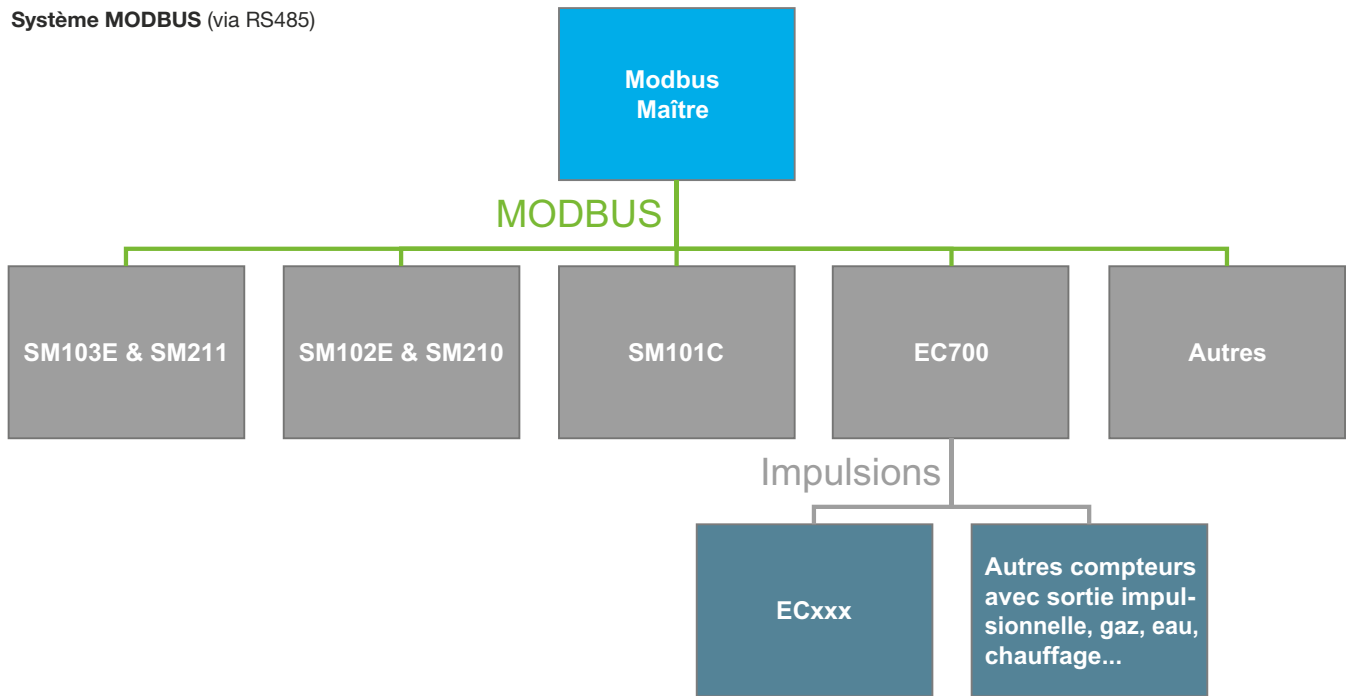 Système MODBUS (via RS485)
Modbus
Maître
MODBUS
SM103E & SM211
SM102E & SM210
SM101C
EC700
Autres
Impulsions
ECxxx
Autres compteurs
avec sortie impul-
sionnelle, gaz, eau,
chauffage...